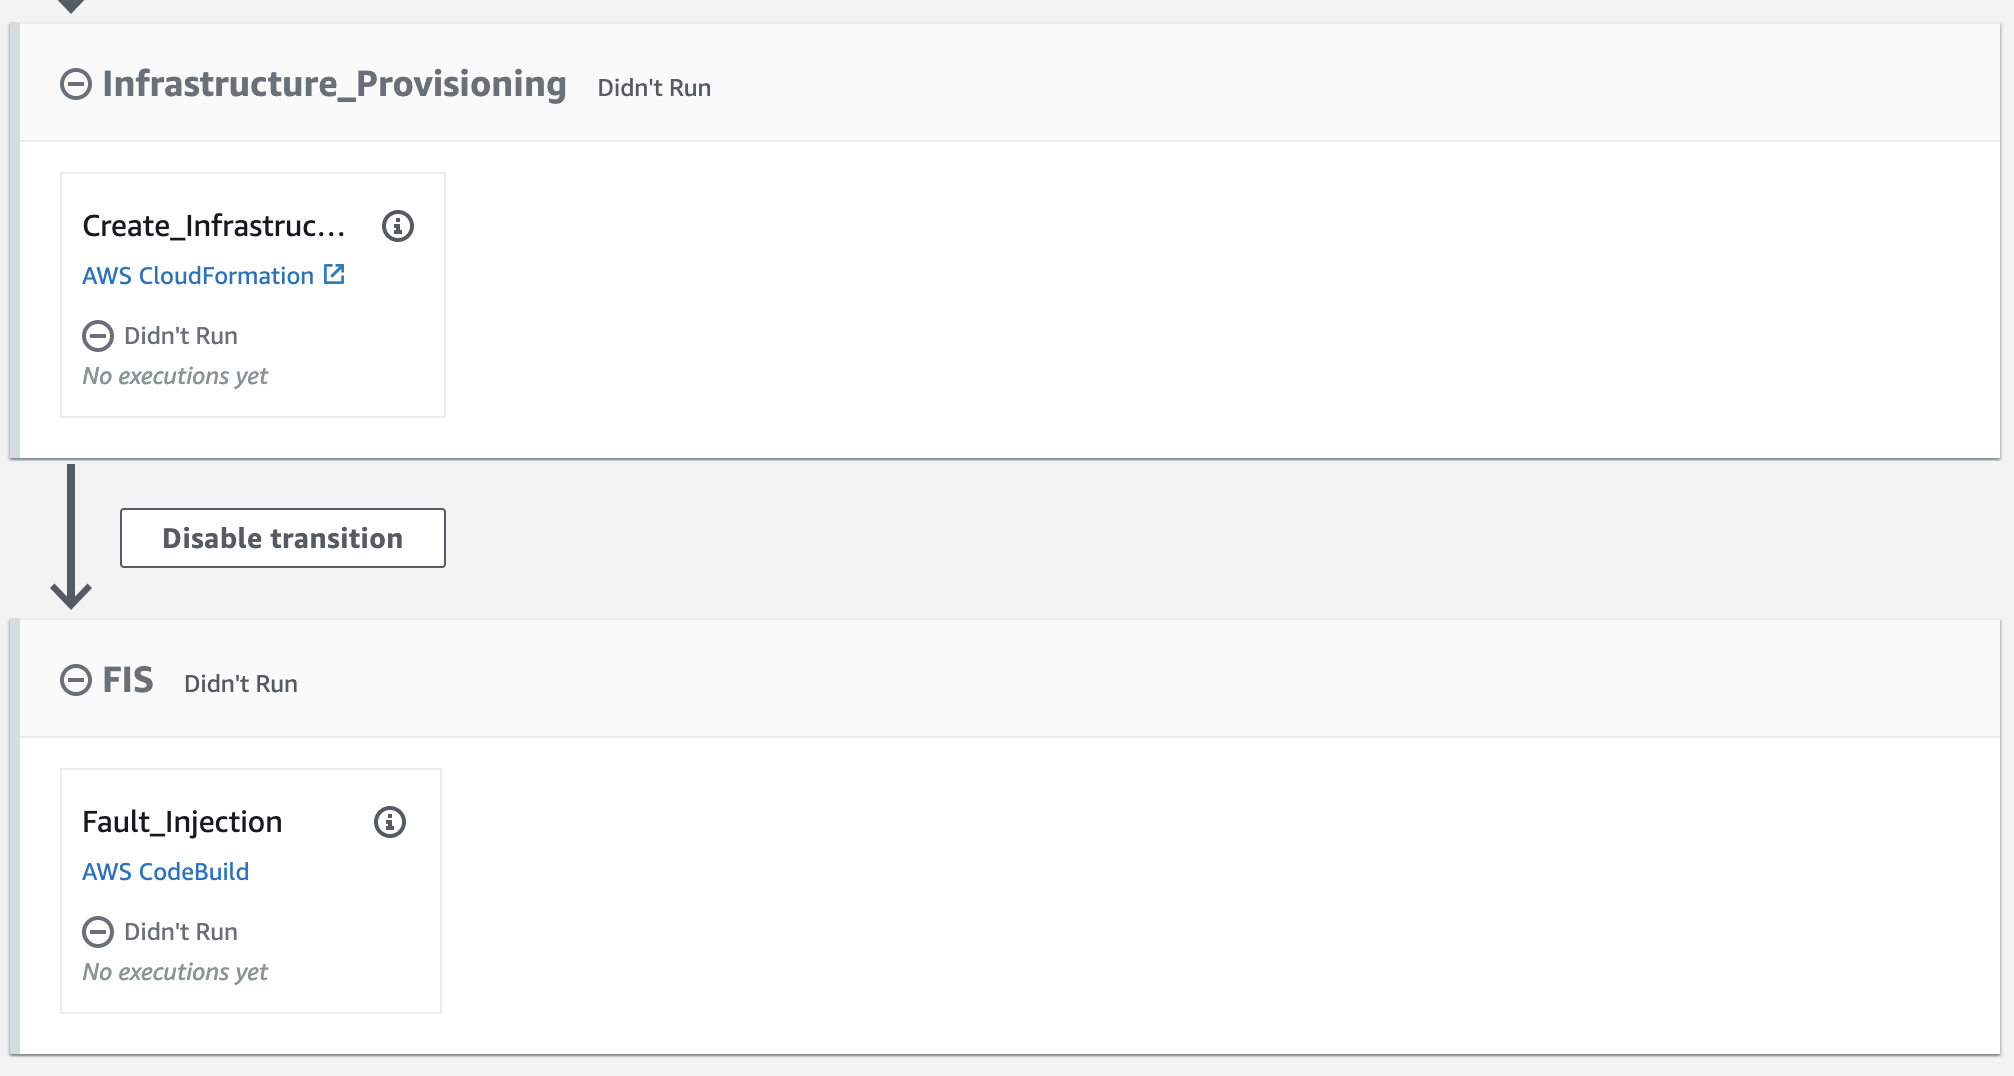 Infrastructure_Provisioning Didn't Run
Create_Infrastruc...
AWS CloudFormation
Didn't Run
No executions yet
Disable transition
FIS Didn't Run
Fault_Injection
AWS CodeBuild
Didn't Run
No executions yet